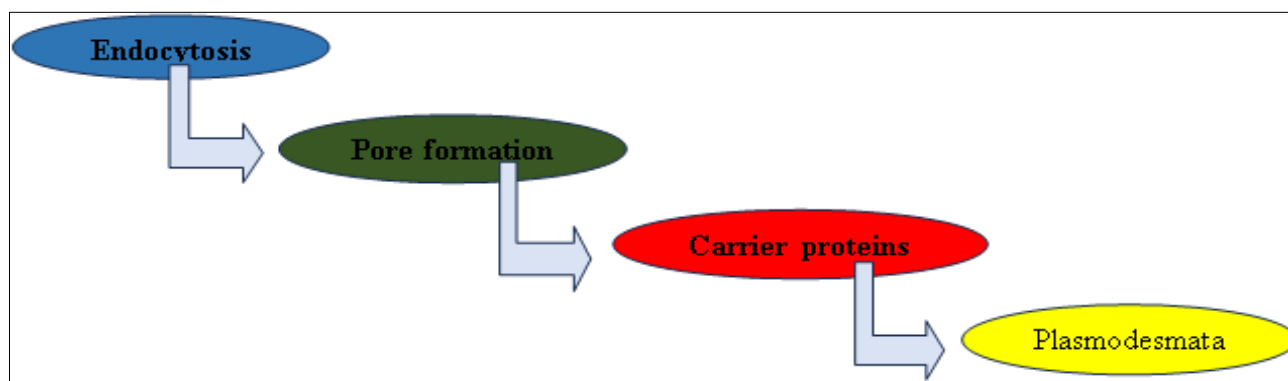 Endocytosis
Pore formation
Carrier proteins
Plasmodesmata